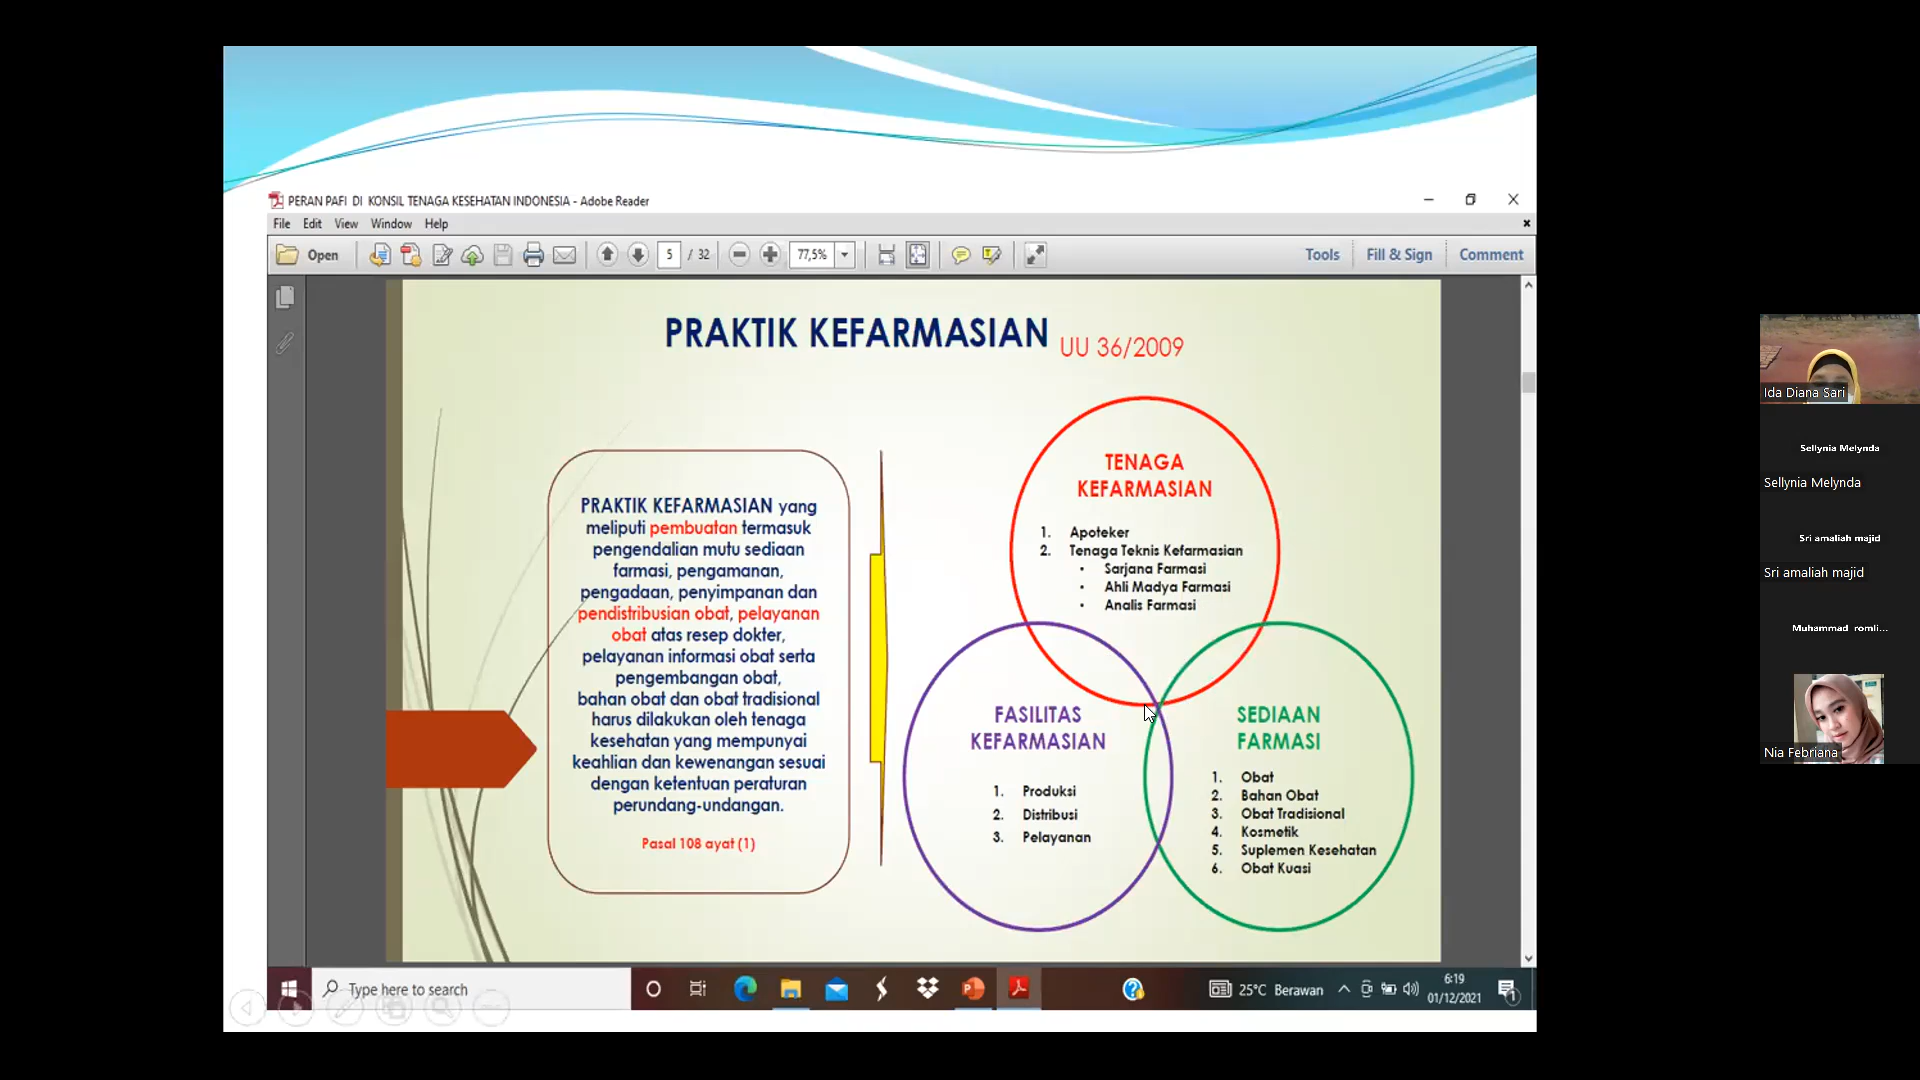 PERAN PAFI DI KONSIL TENAGA KESEHATAN INDONESIA - Adobe Reader
File Edit View Window Help
Open 5 / 32 77,5% Tools Fill & Sign Comment
PRAKTIK KEFARMASIAN UU 36/2009
PRAKTIK KEFARMASIAN yang
meliputi pembuatan termasuk
pengendalian mutu sediaan
farmasi, pengamanan,
pengadaan, penyimpanan dan
pendistribusian obat, pelayanan
obat atas resep dokter,
pelayanan informasi obat serta
pengembangan obat,
bahan obat dan obat tradisional
harus dilakukan oleh tenaga
kesehatan yang mempunyai
keahlian dan kewenangan sesuai
dengan ketentuan peraturan
perundang-undangan.
Pasal 108 ayat (1)
TENAGA
KEFARMASIAN
1. Apoteker
2. Tenaga Teknis Kefarmasian
• Sarjana Farmasi
• Ahli Madya Farmasi
• Analis Farmasi
FASILITAS
KEFARMASIAN
1. Produksi
2. Distribusi
3. Pelayanan
SEDIAAN
FARMASI
1. Obat
2. Bahan Obat
3. Obat Tradisional
4. Kosmetik
5. Suplemen Kesehatan
6. Obat Kuasi
Type here to search
25°C Berawan
6:19
01/12/2021
1
Ida Diana Sari
Sellynia Melynda
Sellynia Melynda
Sri amaliah majid
Sri amaliah majid
Muhammad romli...
Nia Febriana